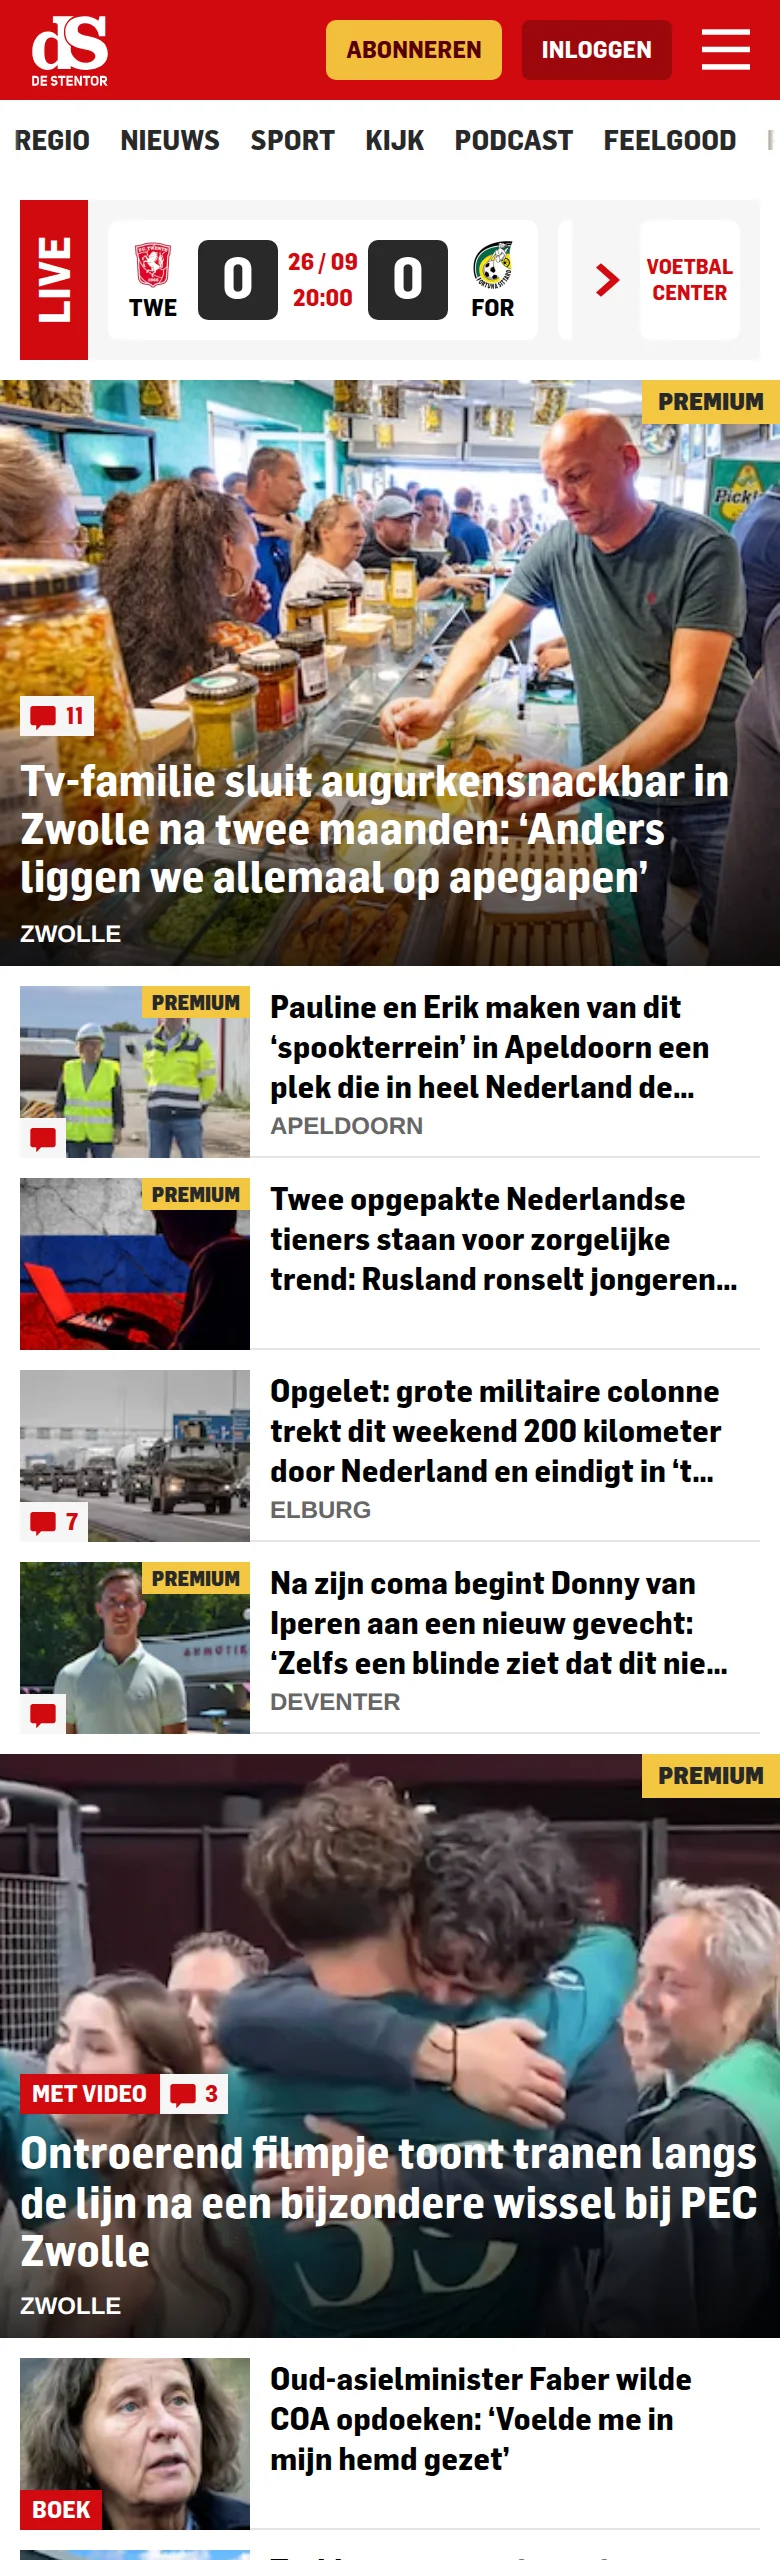 dS
DE STENTOR
ABONNEREN
INLOGGEN
REGIO NIEUWS SPORT KIJK PODCAST FEELGOOD
LIVE
TWE
0
26 / 09
20:00
0
FOR
VOETBAL
CENTER
PREMIUM
Pickl
11
Tv-familie sluit augurkensnackbar in
Zwolle na twee maanden: ‘Anders
liggen we allemaal op apegapen’
ZWOLLE
PREMIUM
Pauline en Erik maken van dit
‘spookterrein’ in Apeldoorn een
plek die in heel Nederland de...
APELDOORN
PREMIUM
Twee opgepakte Nederlandse
tieners staan voor zorgelijke
trend: Rusland ronselt jongeren...
Opgelet: grote militaire colonne
trekt dit weekend 200 kilometer
door Nederland en eindigt in ‘t...
7
ELBURG
PREMIUM
Na zijn coma begint Donny van
Iperen aan een nieuw gevecht:
‘Zelfs een blinde ziet dat dit nie...
DEVENTER
PREMIUM
MET VIDEO
3
Ontroerend filmpje toont tranen langs
de lijn na een bijzondere wissel bij PEC
Zwolle
ZWOLLE
Oud-asielminister Faber wilde
COA opdoeken: ‘Voelde me in
mijn hemd gezet’
BOEK